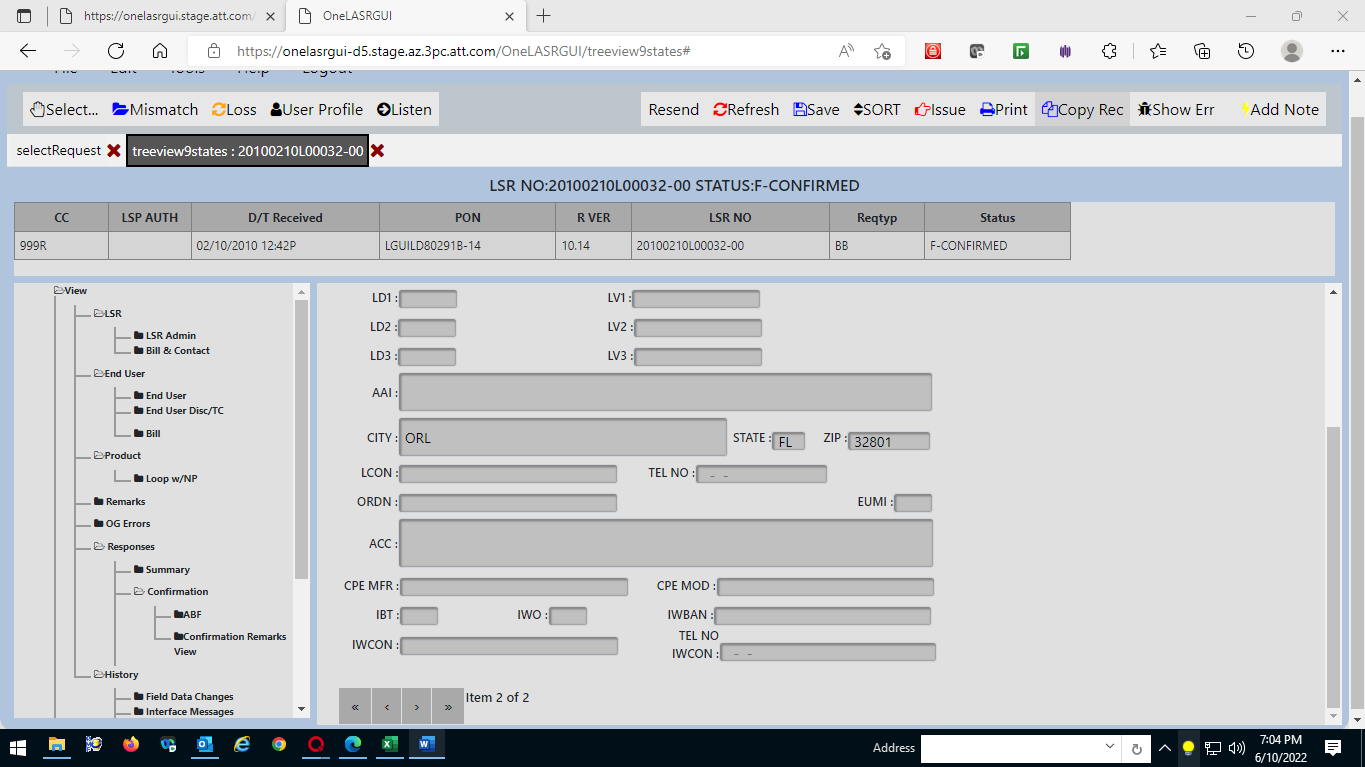 https://onelasrgui.stage.att.com/
OneLASRGUI
https://onelasrgui-d5.stage.az.3pc.att.com/OneLASRGUI/treeview9states#
File Edit Tools Help Logout
Select... Mismatch Loss User Profile Listen
Resend Refresh Save SORT Issue Print Copy Rec Show Err Add Note
selectRequest
treeview9states : 20100210L00032-00
LSR NO:20100210L00032-00 STATUS:F-CONFIRMED
CC LSP AUTH D/T Received PON R VER LSR NO Reqtyp Status
999R 02/10/2010 12:42P LGUILD80291B-14 10.14 20100210L00032-00 BB F-CONFIRMED
View
LSR
LSR Admin
Bill & Contact
End User
End User
End User Disc/TC
Bill
Product
Loop w/NP
Remarks
OG Errors
Responses
Summary
Confirmation
ABF
Confirmation Remarks
View
History
Field Data Changes
Interface Messages
LD1 : LV1 :
LD2 : LV2 :
LD3 : LV3 :
AAI :
CITY : ORL STATE : FL ZIP : 32801
LCON : TEL NO : - -
ORDN : EUMI :
ACC :
CPE MFR : CPE MOD :
IBT : IWO : IWBAN :
IWCON : TEL NO
IWCON : - -
« ‹ › » Item 2 of 2
Address
7:04 PM
6/10/2022